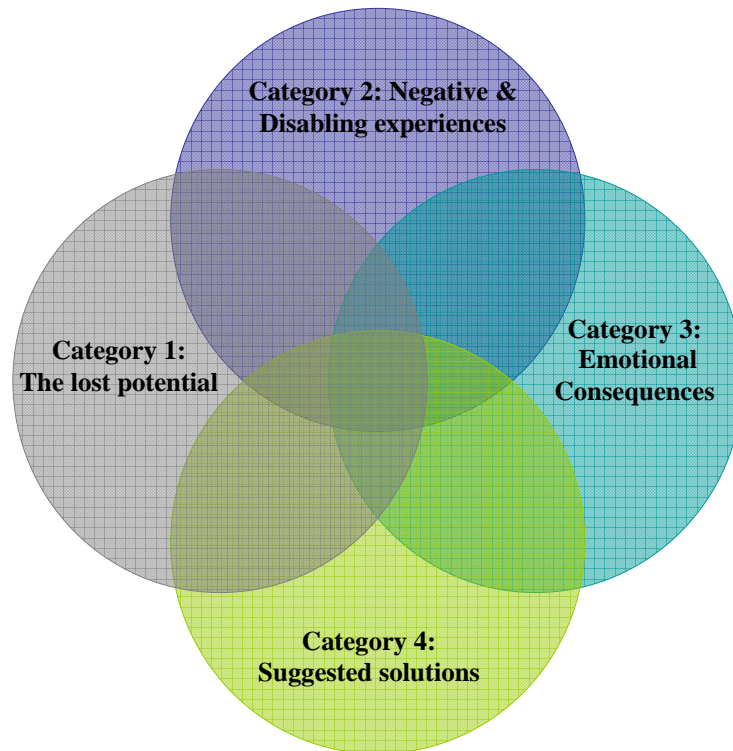 Category 2: Negative &
Disabling experiences
Category 1:
The lost potential
Category 3:
Emotional
Consequences
Category 4:
Suggested solutions